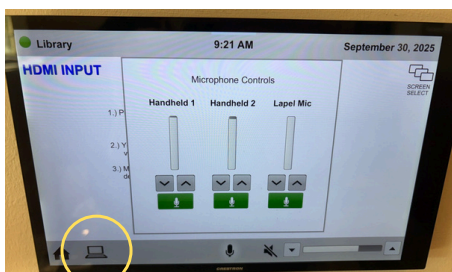 Library
9:21 AM
September 30, 2025
HDMI INPUT
SCREEN
SELECT
Microphone Controls
Handheld 1
Handheld 2
Lapel Mic
1.) P
2.) Y
v
3.) M
de
CRESTRON